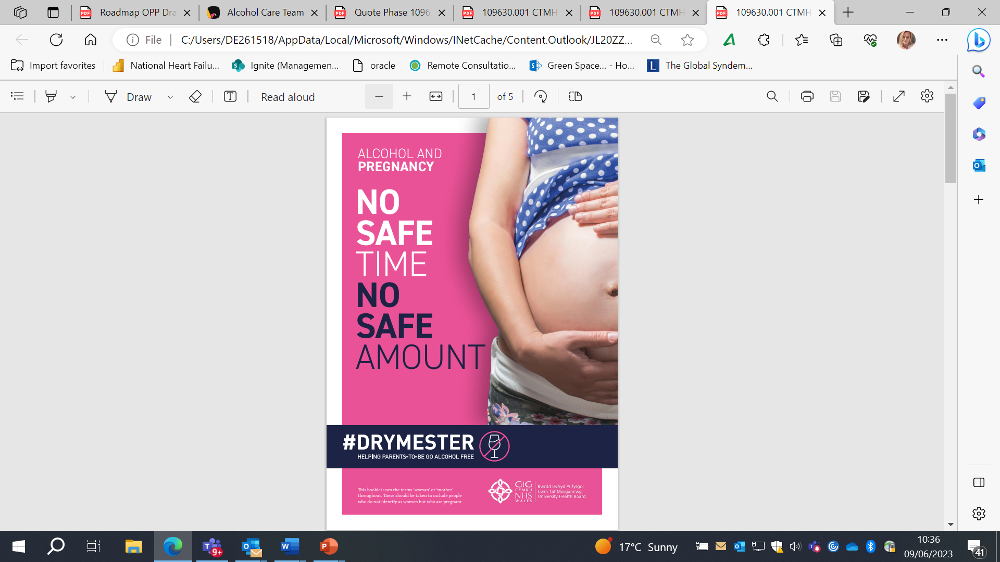 Roadmap OPP Dra
Alcohol Care Team
Quote Phase 1096
109630.001 CTMH
109630.001 CTMH
109630.001 CTMH
File
C:/Users/DE261518/AppData/Local/Microsoft/Windows/INetCache/Content.Outlook/JL20ZZ...
Import favorites
National Heart Failu...
Ignite (Managemen...
oracle
Remote Consultatio...
Green Space... - Ho...
The Global Syndem...
Draw
Read aloud
1
of 5
ALCOHOL AND
PREGNANCY
NO
SAFE
TIME
NO
SAFE
AMOUNT
#DRYMESTER
HELPING PARENTS-TO-BE GO ALCOHOL FREE
This booklet uses the terms 'woman' or 'mother'
throughout. These should be taken to include people
who do not identify as women but who are pregnant.
GIG
CYMRU
NHS
WALES
Bwrdd Iechyd Prifysgol
Cwm Taf Morgannwg
University Health Board
9+
17°C Sunny
10:36
09/06/2023
41